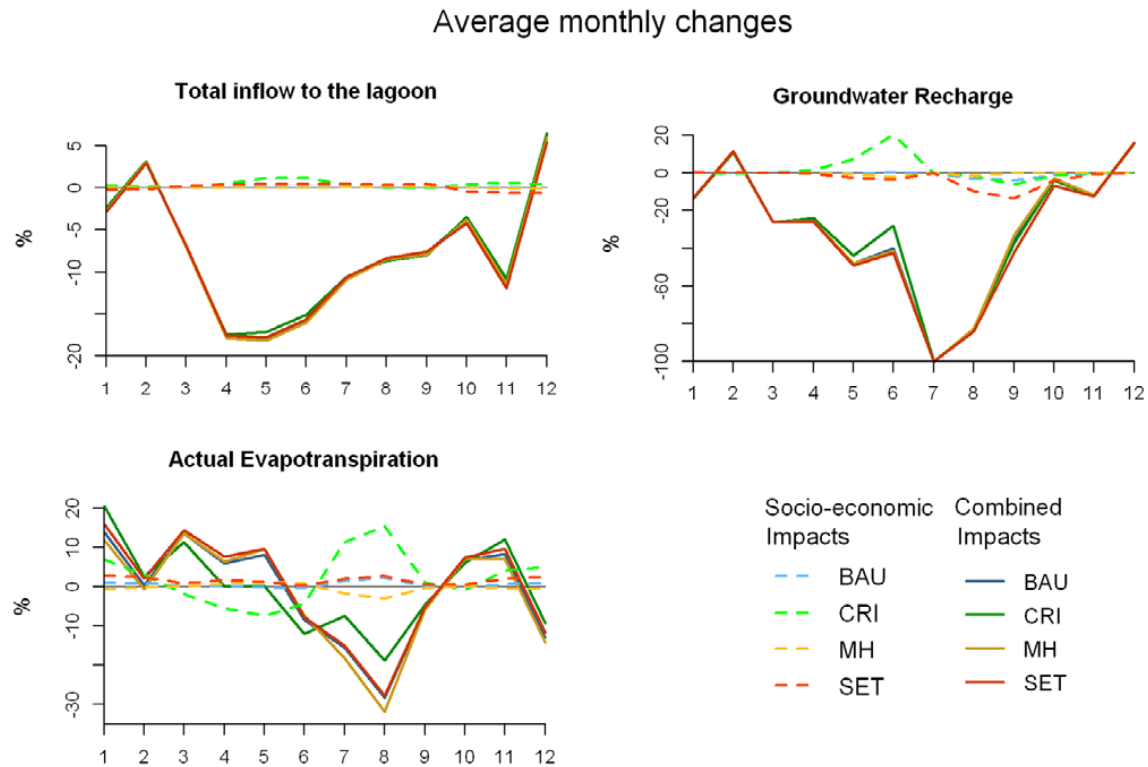 Average monthly changes
Total inflow to the lagoon
%
5
0
-5
-10
-20
1 2 3 4 5 6 7 8 9 10 11 12
Groundwater Recharge
%
20
0
-20
-60
-100
1 2 3 4 5 6 7 8 9 10 11 12
Actual Evapotranspiration
%
20
10
0
-10
-30
1 2 3 4 5 6 7 8 9 10 11 12
Socio-economic Combined
Impacts Impacts
BAU BAU
CRI CRI
MH MH
SET SET